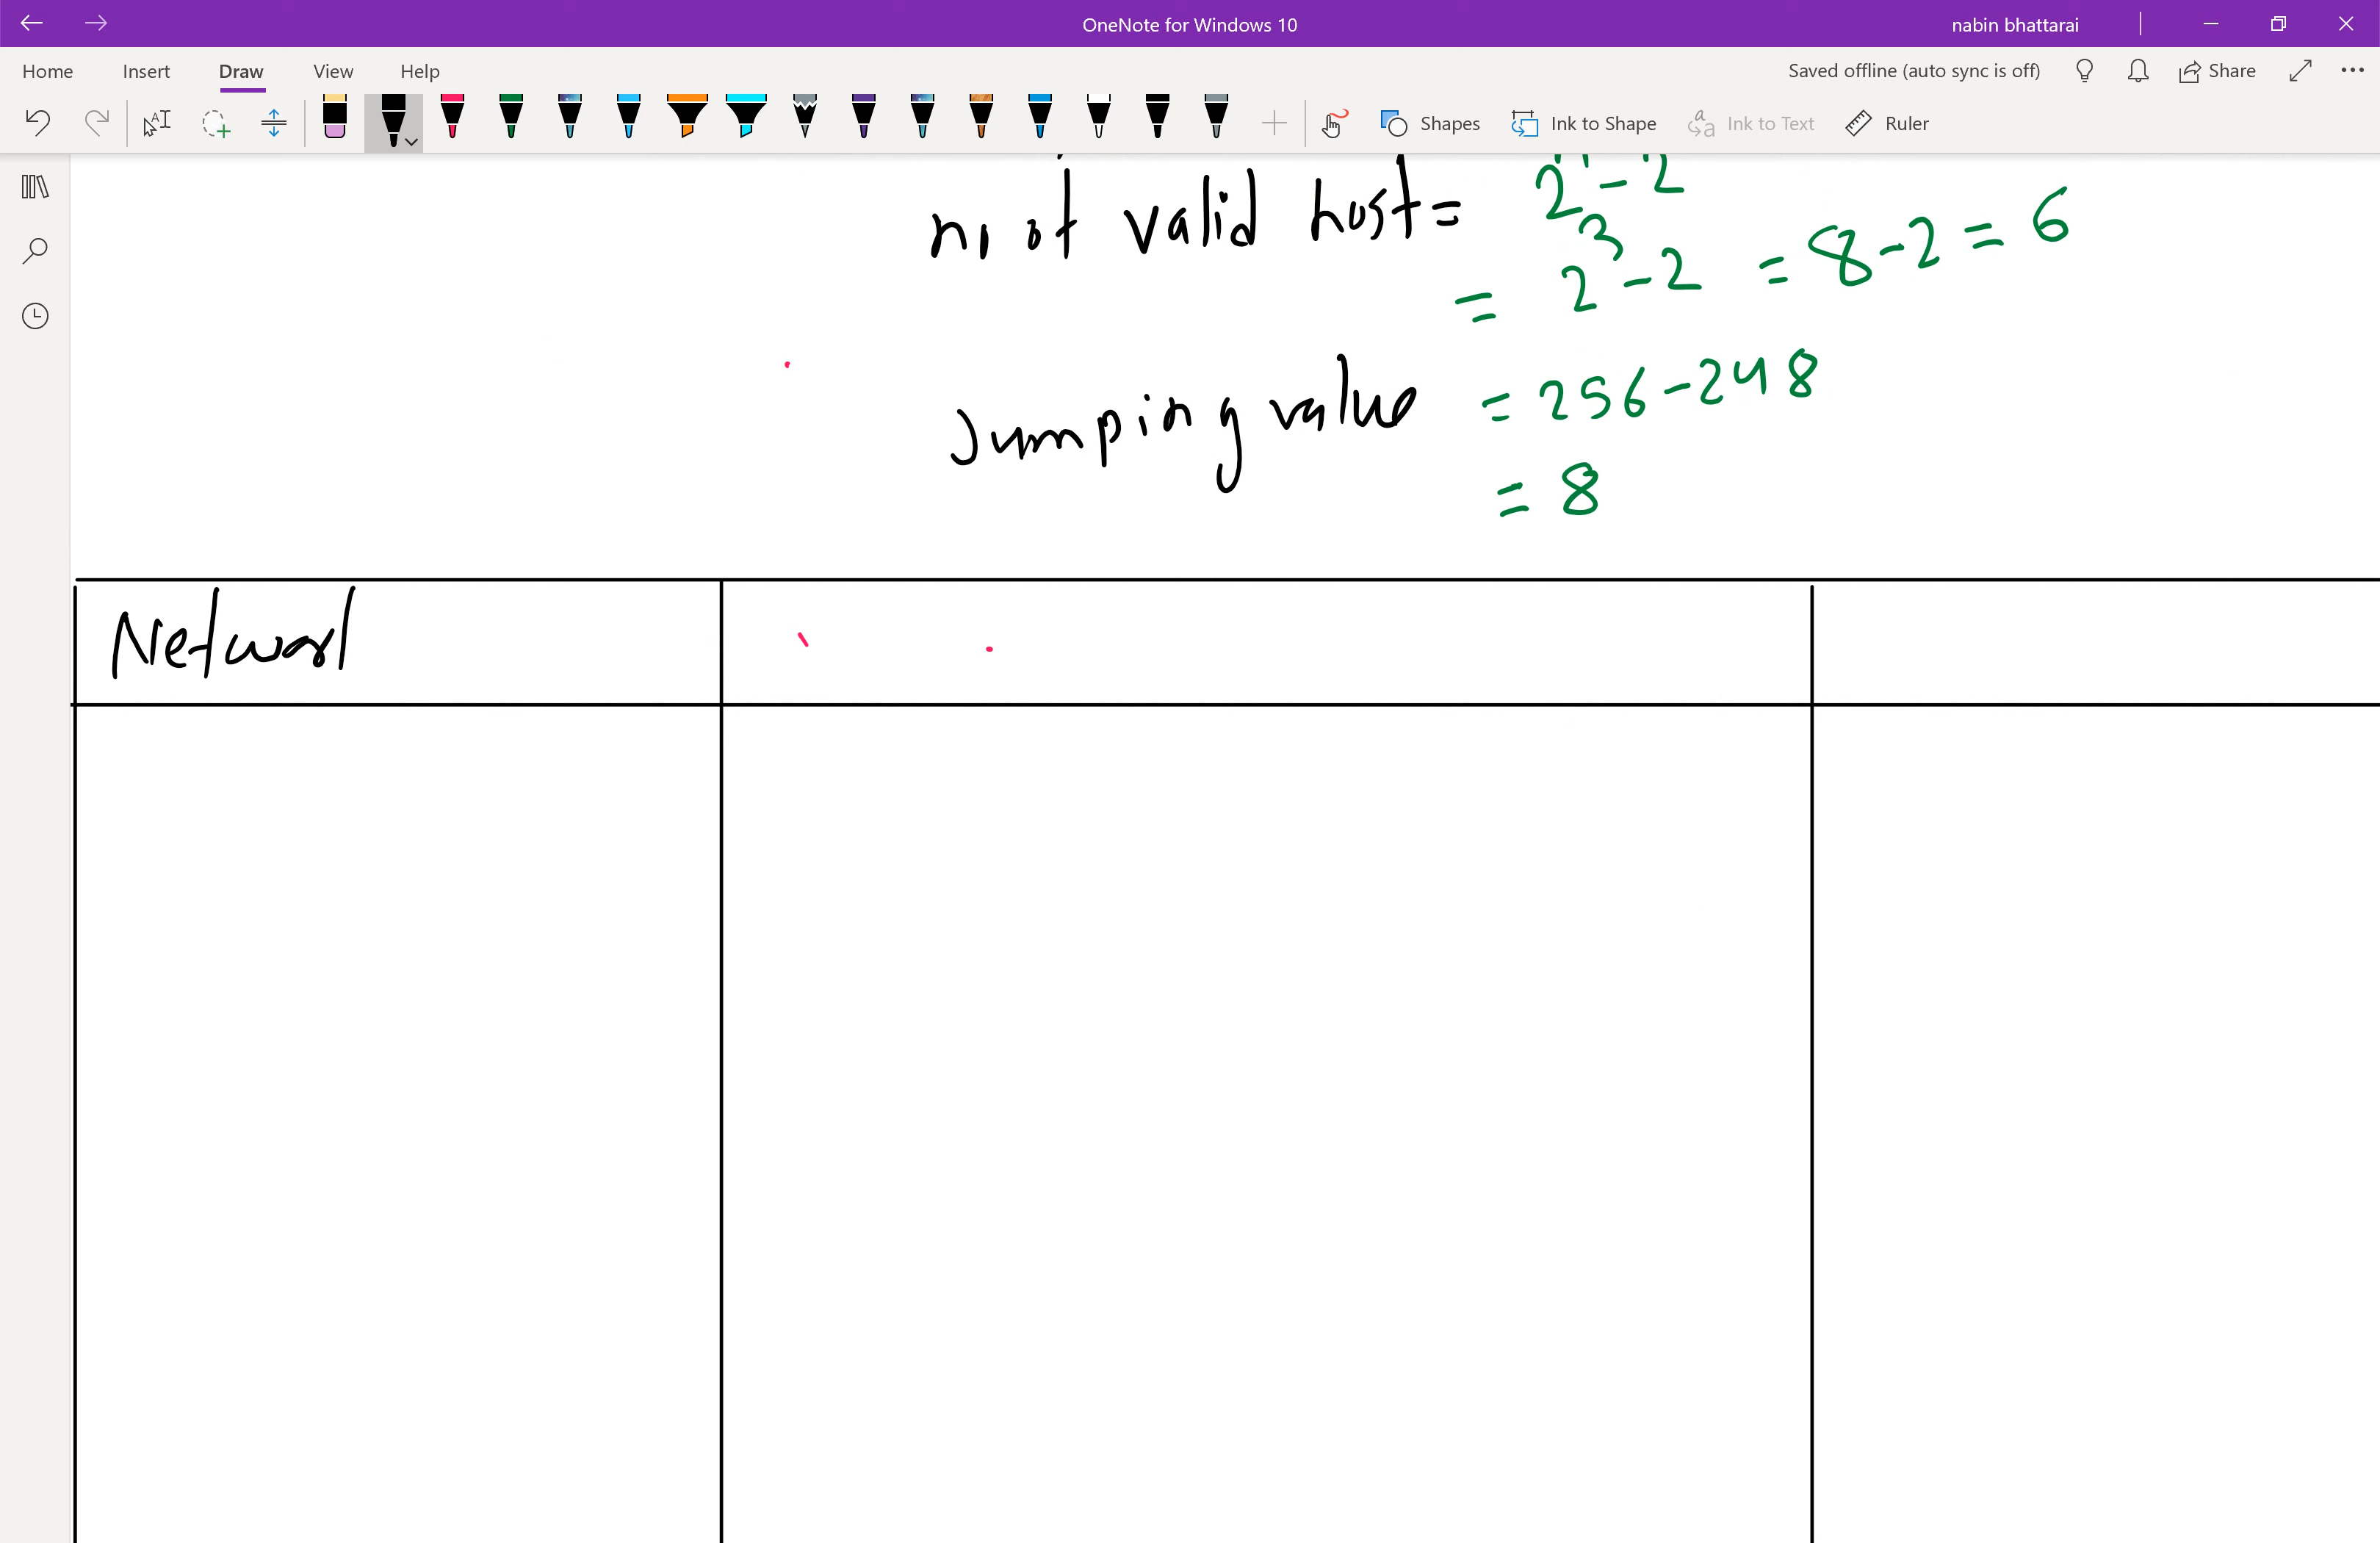 OneNote for Windows 10
nabin bhattarai
Home Insert Draw View Help
Saved offline (auto sync is off)
Share
Shapes
Ink to Shape
Ink to Text
Ruler
no of valid host = 2 - 2
= 2³ - 2 = 8 - 2 = 6
Jumping value = 256 - 248
= 8